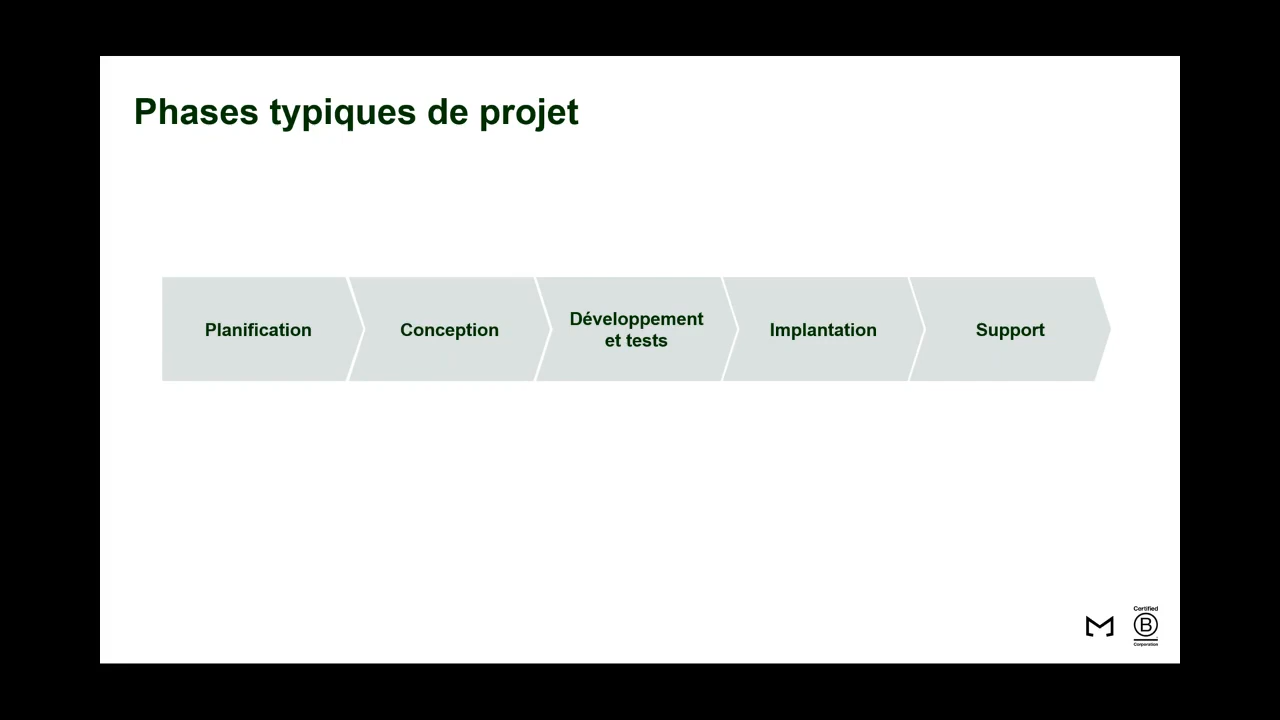 Phases typiques de projet
Planification
Conception
Développement
et tests
Implantation
Support
Certified
B
Corporation